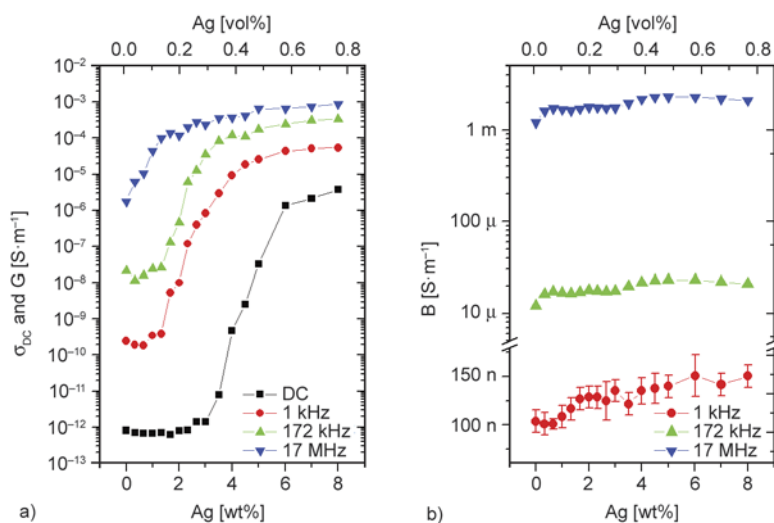 Ag [vol%]
0.0 0.2 0.4 0.6 0.8
10⁻²
10⁻³
10⁻⁴
10⁻⁵
10⁻⁶
10⁻⁷
10⁻⁸
10⁻⁹
10⁻¹⁰
10⁻¹¹
10⁻¹²
10⁻¹³
σDC and G [S·m⁻¹]
DC
1 kHz
172 kHz
17 MHz
0 2 4 6 8
Ag [wt%]
a)
Ag [vol%]
0.0 0.2 0.4 0.6 0.8
1 m
100 µ
10 µ
150 n
100 n
B [S·m⁻¹]
1 kHz
172 kHz
17 MHz
0 1 2 3 4 5 6 7 8
Ag [wt%]
b)